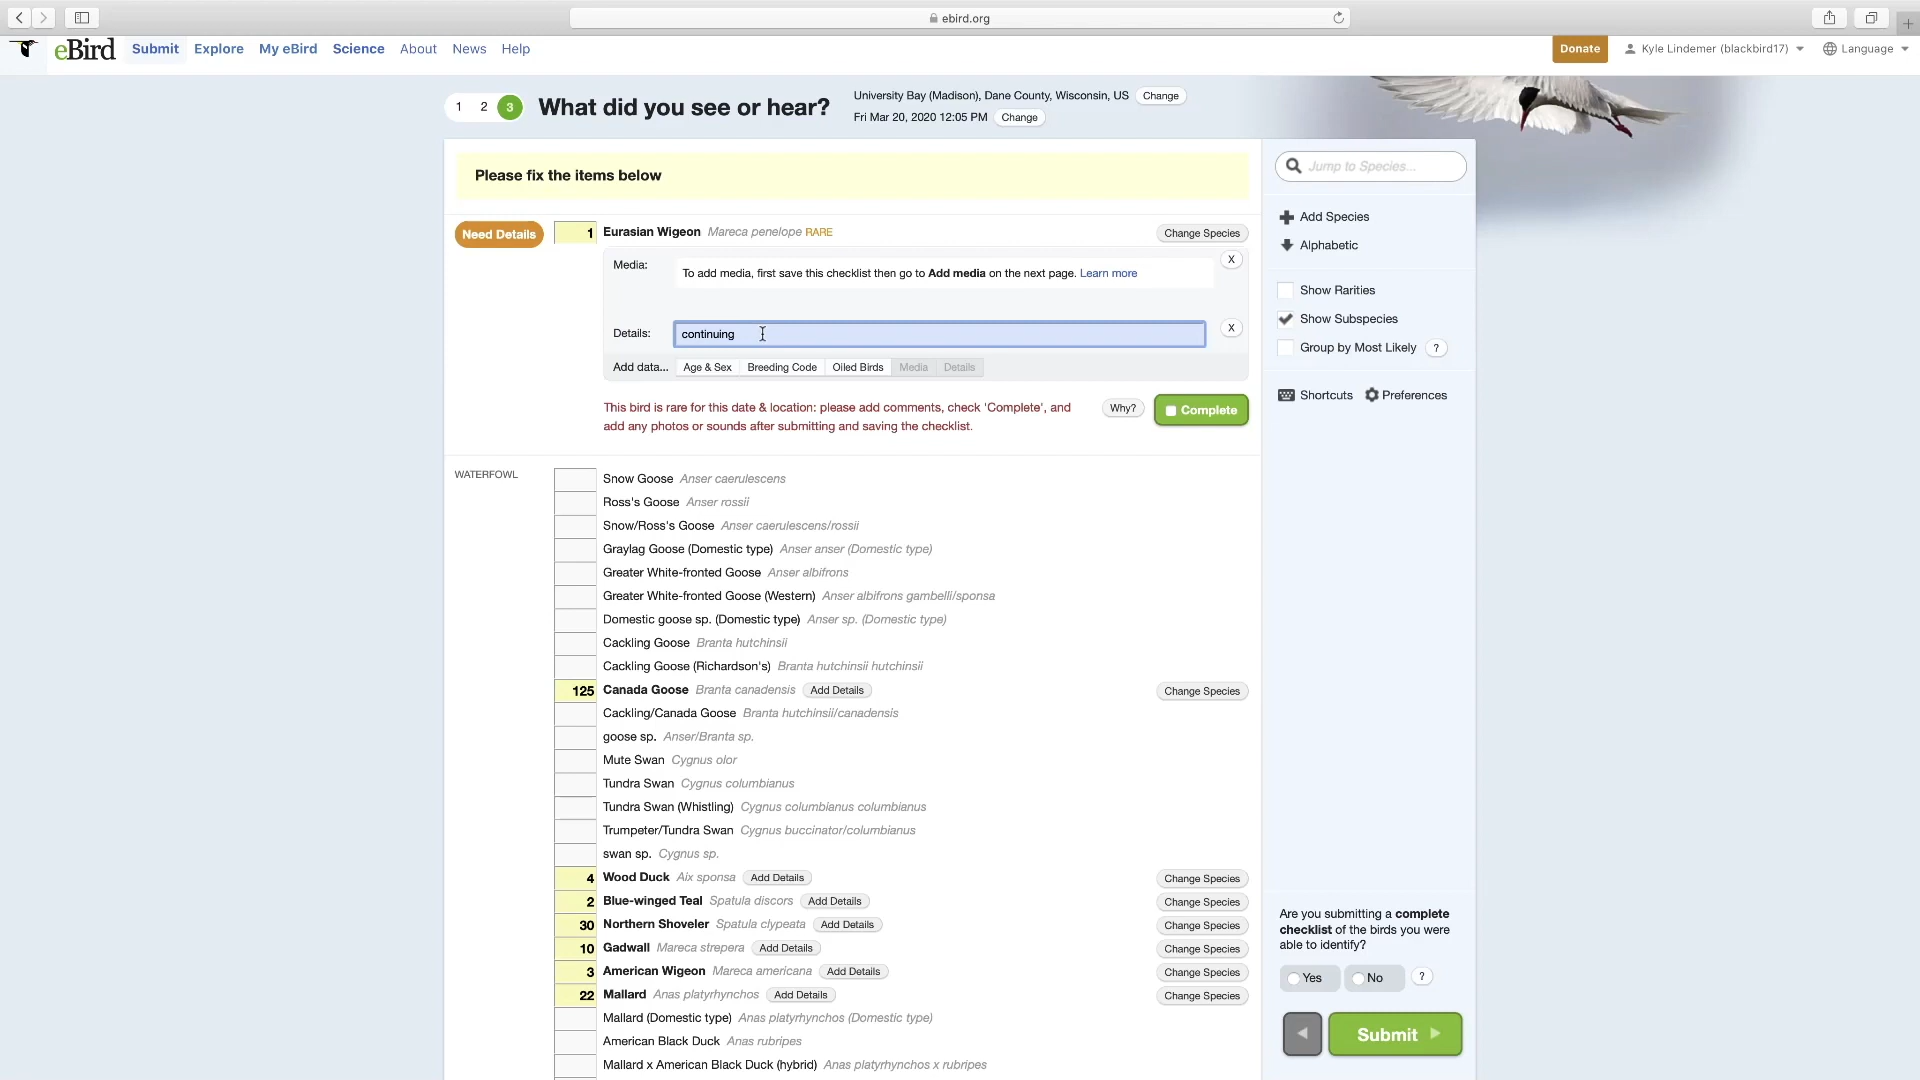 ebird.org
eBird Submit Explore My eBird Science About News Help Donate Kyle Lindemer (blackbird17) Language
1 2 3 What did you see or hear?
University Bay (Madison), Dane County, Wisconsin, US Change
Fri Mar 20, 2020 12:05 PM Change
Please fix the items below
Need Details 1 Eurasian Wigeon Mareca penelope RARE Change Species
Media: To add media, first save this checklist then go to Add media on the next page. Learn more X
Details: continuing X
Add data... Age & Sex Breeding Code Oiled Birds Media Details
This bird is rare for this date & location: please add comments, check 'Complete', and
add any photos or sounds after submitting and saving the checklist.
Why? Complete
WATERFOWL
Snow Goose Anser caerulescens
Ross's Goose Anser rossii
Snow/Ross's Goose Anser caerulescens/rossii
Graylag Goose (Domestic type) Anser anser (Domestic type)
Greater White-fronted Goose Anser albifrons
Greater White-fronted Goose (Western) Anser albifrons gambelli/sponsa
Domestic goose sp. (Domestic type) Anser sp. (Domestic type)
Cackling Goose Branta hutchinsii
Cackling Goose (Richardson's) Branta hutchinsii hutchinsii
125 Canada Goose Branta canadensis Add Details Change Species
Cackling/Canada Goose Branta hutchinsii/canadensis
goose sp. Anser/Branta sp.
Mute Swan Cygnus olor
Tundra Swan Cygnus columbianus
Tundra Swan (Whistling) Cygnus columbianus columbianus
Trumpeter/Tundra Swan Cygnus buccinator/columbianus
swan sp. Cygnus sp.
4 Wood Duck Aix sponsa Add Details Change Species
2 Blue-winged Teal Spatula discors Add Details Change Species
30 Northern Shoveler Spatula clypeata Add Details Change Species
10 Gadwall Mareca strepera Add Details Change Species
3 American Wigeon Mareca americana Add Details Change Species
22 Mallard Anas platyrhynchos Add Details Change Species
Mallard (Domestic type) Anas platyrhynchos (Domestic type)
American Black Duck Anas rubripes
Mallard x American Black Duck (hybrid) Anas platyrhynchos x rubripes
Jump to Species...
Add Species
Alphabetic
Show Rarities
Show Subspecies
Group by Most Likely ?
Shortcuts Preferences
Are you submitting a complete
checklist of the birds you were
able to identify?
Yes No ?
Submit